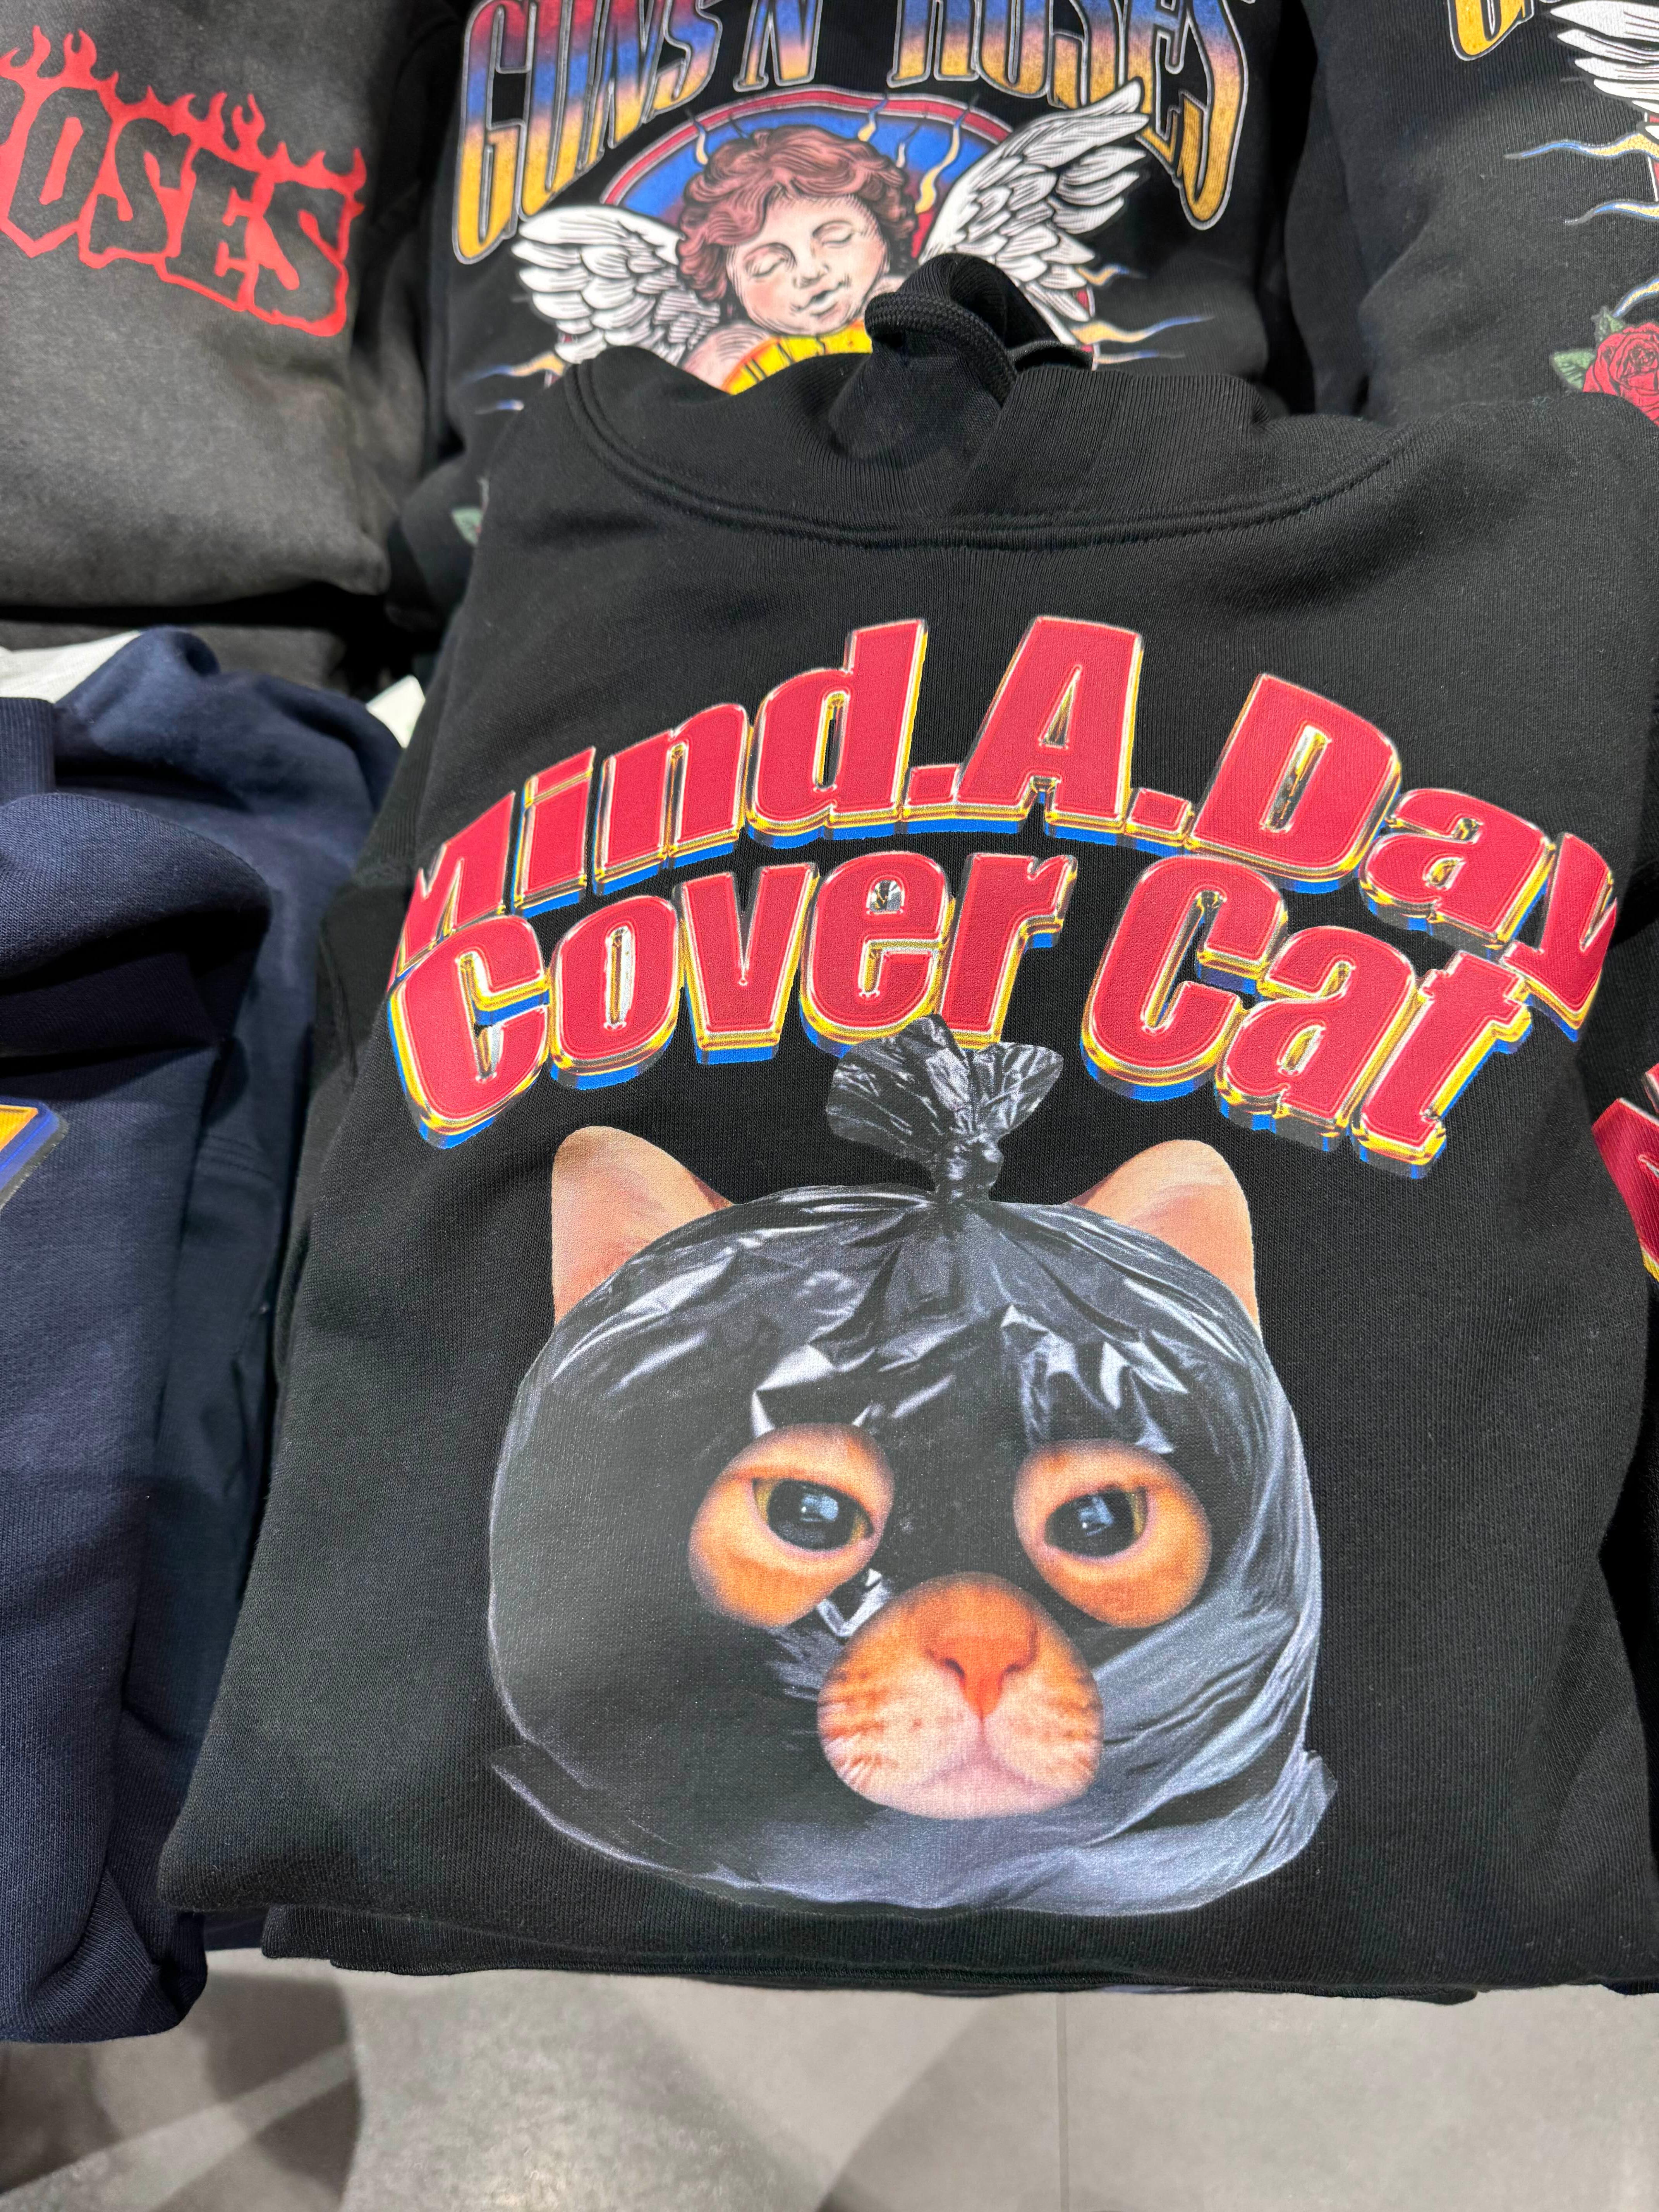 OSES
GUNS N' ROSES
Mind.A.Day
Cover Cat